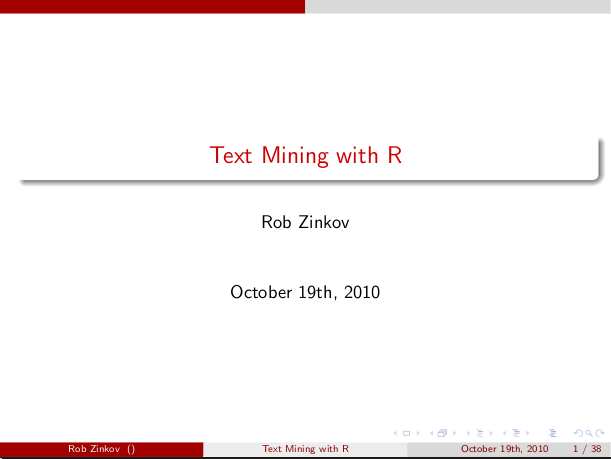 Text Mining with R
Rob Zinkov
October 19th, 2010
Rob Zinkov () Text Mining with R October 19th, 2010 1 / 38